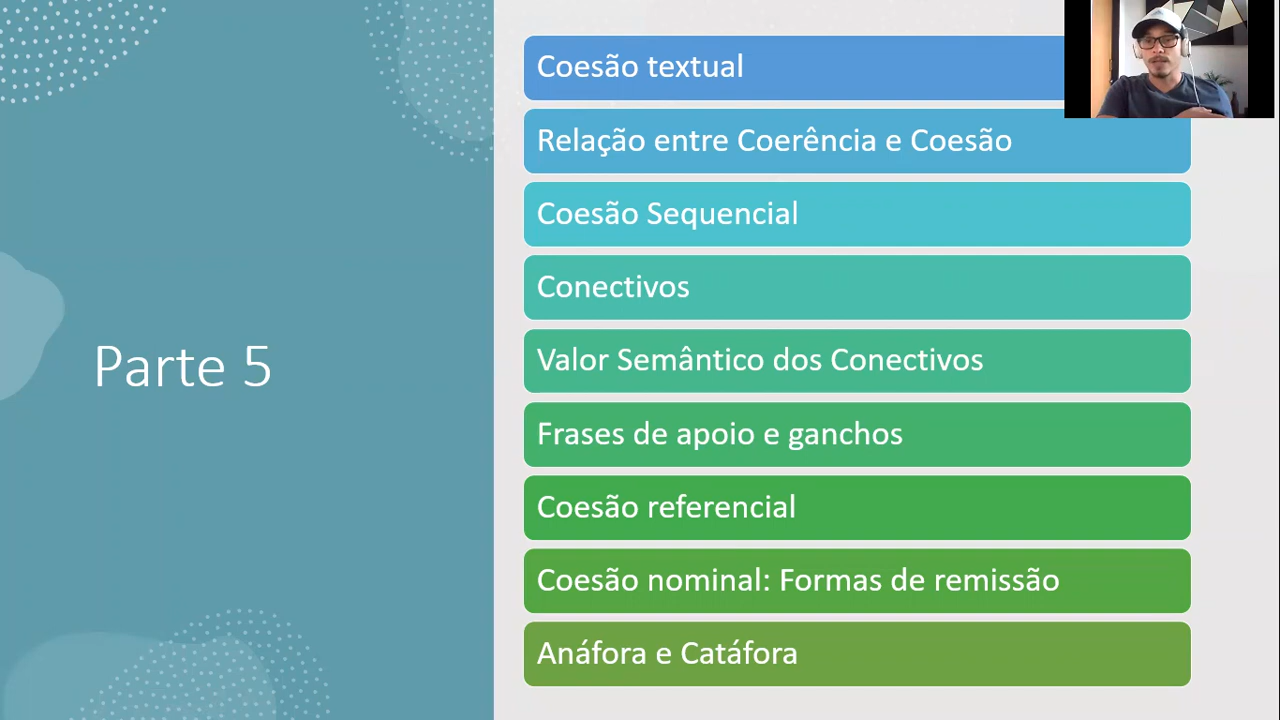 Parte 5
Coesão textual
Relação entre Coerência e Coesão
Coesão Sequencial
Conectivos
Valor Semântico dos Conectivos
Frases de apoio e ganchos
Coesão referencial
Coesão nominal: Formas de remissão
Anáfora e Catáfora